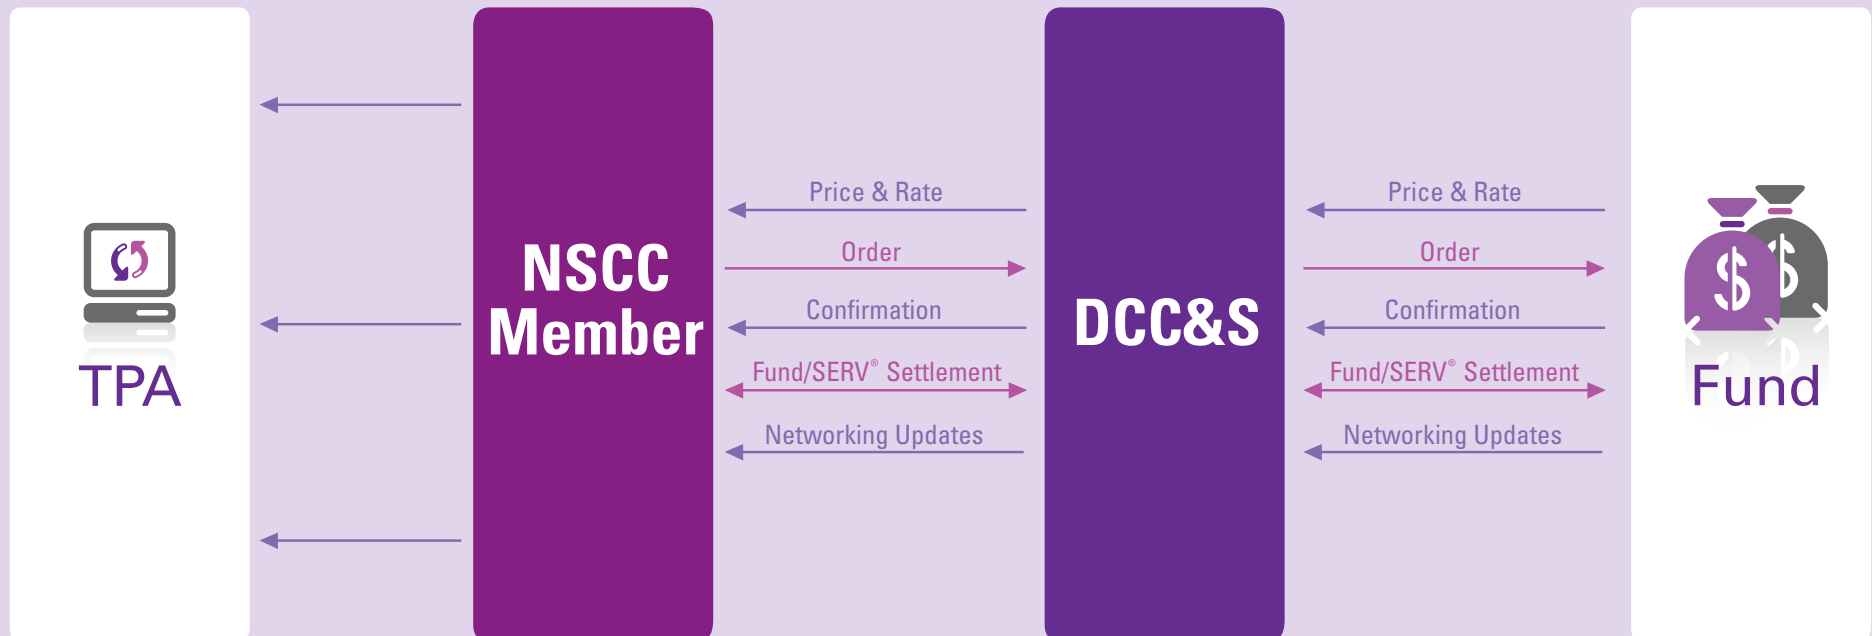 TPA
NSCC
Member
Price & Rate
Order
Confirmation
Fund/SERV® Settlement
Networking Updates
DCC&S
Price & Rate
Order
Confirmation
Fund/SERV® Settlement
Networking Updates
$ $
Fund